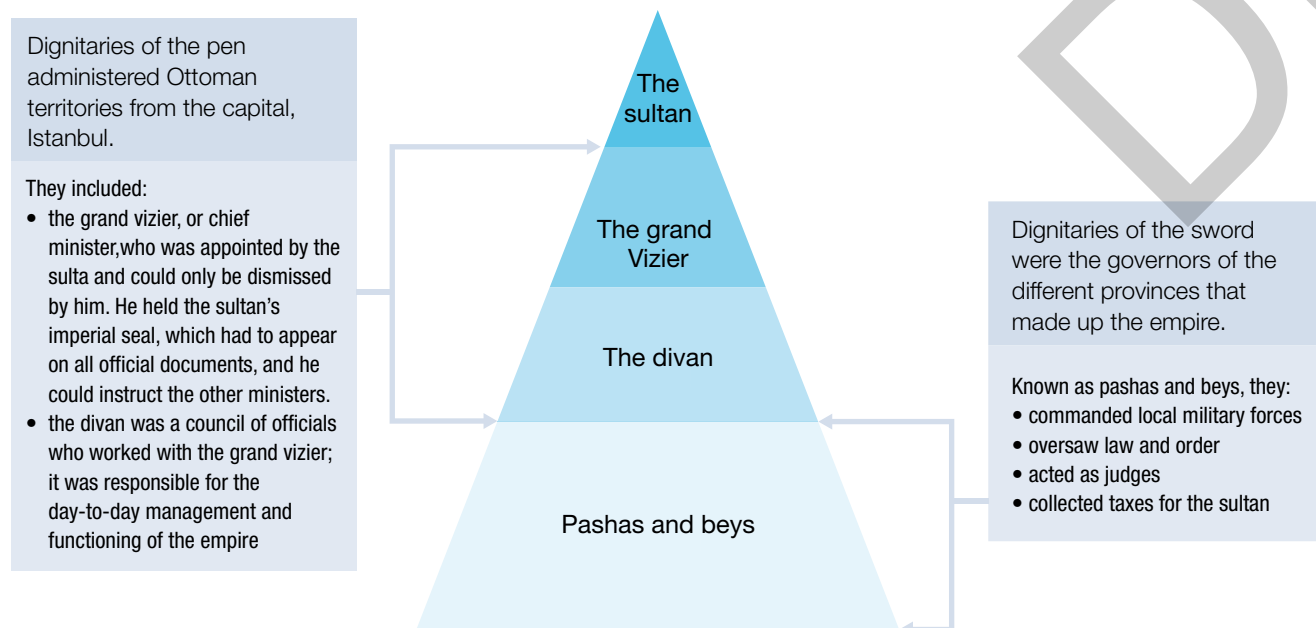 Dignitaries of the pen
administered Ottoman
territories from the capital,
Istanbul.
They included:
• the grand vizier, or chief
minister,who was appointed by the
sulta and could only be dismissed
by him. He held the sultan's
imperial seal, which had to appear
on all official documents, and he
could instruct the other ministers.
• the divan was a council of officials
who worked with the grand vizier;
it was responsible for the
day-to-day management and
functioning of the empire
The
sultan
The grand
Vizier
The divan
Pashas and beys
Dignitaries of the sword
were the governors of the
different provinces that
made up the empire.
Known as pashas and beys, they:
• commanded local military forces
• oversaw law and order
• acted as judges
• collected taxes for the sultan